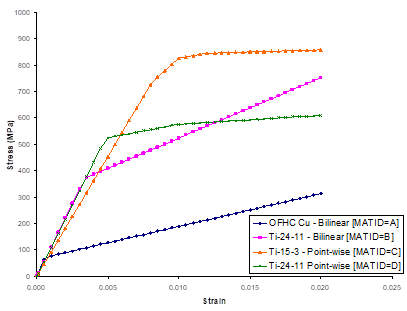 1000
900
800
700
600
500
400
300
200
100
0
Stress (MPa)
0.000
0.005
0.010
0.015
0.020
0.025
Strain
OFHC Cu - Bilinear [MATID=A]
Ti-24-11 - Bilinear [MATID=B]
Ti-15-3 - Point-wise [MATID=C]
Ti-24-11 Point-wise [MATID=D]